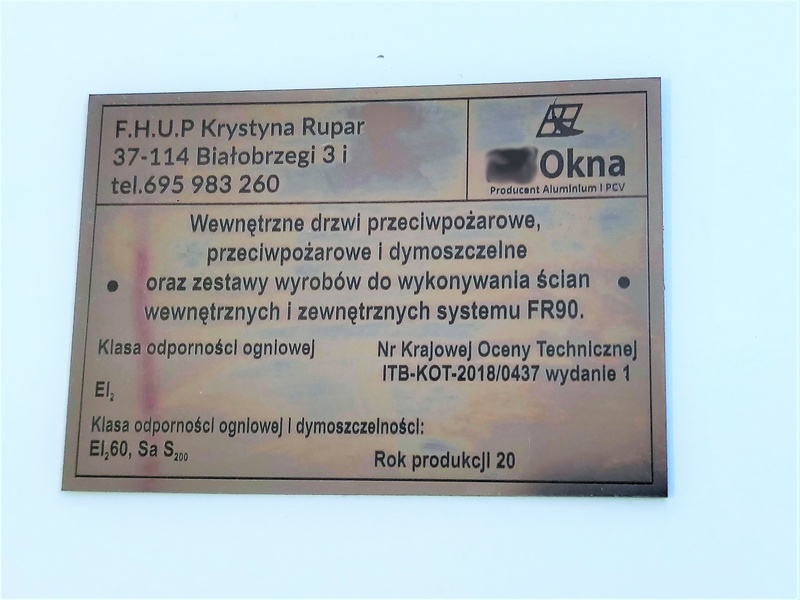 F.H.U.P Krystyna Rupar
37-114 Białobrzegi 3 i
tel.695 983 260
Okna
Producent Aluminium i PCV
Wewnętrzne drzwi przeciwpożarowe,
przeciwpożarowe i dymoszczelne
oraz zestawy wyrobów do wykonywania ścian
wewnętrznych i zewnętrznych systemu FR90.
Klasa odporności ogniowej
EI₂
Nr Krajowej Oceny Technicznej
ITB-KOT-2018/0437 wydanie 1
Klasa odporności ogniowej i dymoszczelności:
EI₂60, Sa S₂₀₀
Rok produkcji 20